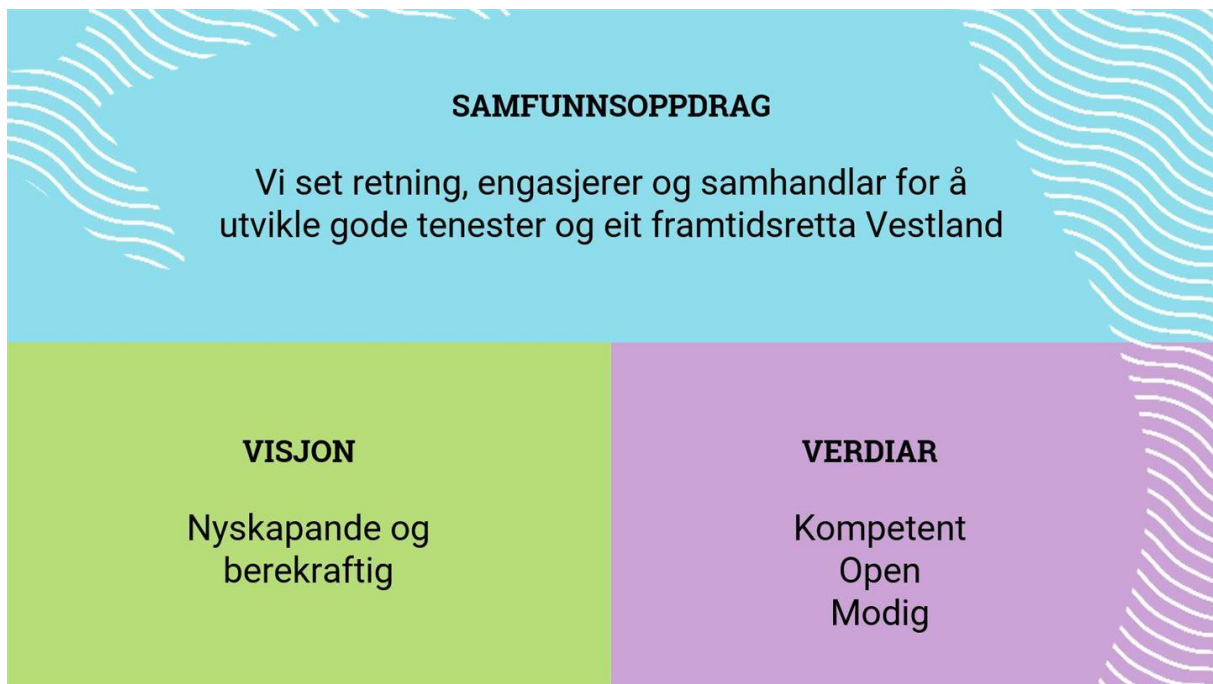 SAMFUNNSOPPDRAG
Vi set retning, engasjerer og samhandlar for å
utvikle gode tenester og eit framtidsretta Vestland
VISJON
Nyskapande og
berekraftig
VERDIAR
Kompetent
Open
Modig